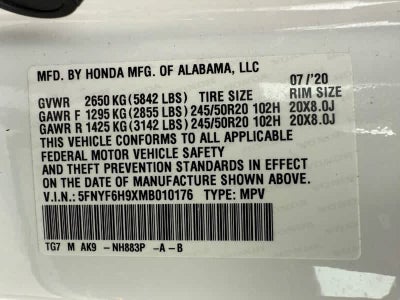 MFD. BY HONDA MFG. OF ALABAMA, LLC 07/'20
GVWR 2650 KG (5842 LBS) TIRE SIZE RIM SIZE
GAWR F 1295 KG (2855 LBS) 245/50R20 102H 20X8.0J
GAWR R 1425 KG (3142 LBS) 245/50R20 102H 20X8.0J
THIS VEHICLE CONFORMS TO ALL APPLICABLE
FEDERAL MOTOR VEHICLE SAFETY
AND THEFT PREVENTION STANDARDS IN EFFECT ON
THE DATE OF MANUFACTURE SHOWN ABOVE.
V.I.N.: 5FNYF6H9XMB010176 TYPE: MPV
TG7 M AK9 -NH883P -A -B